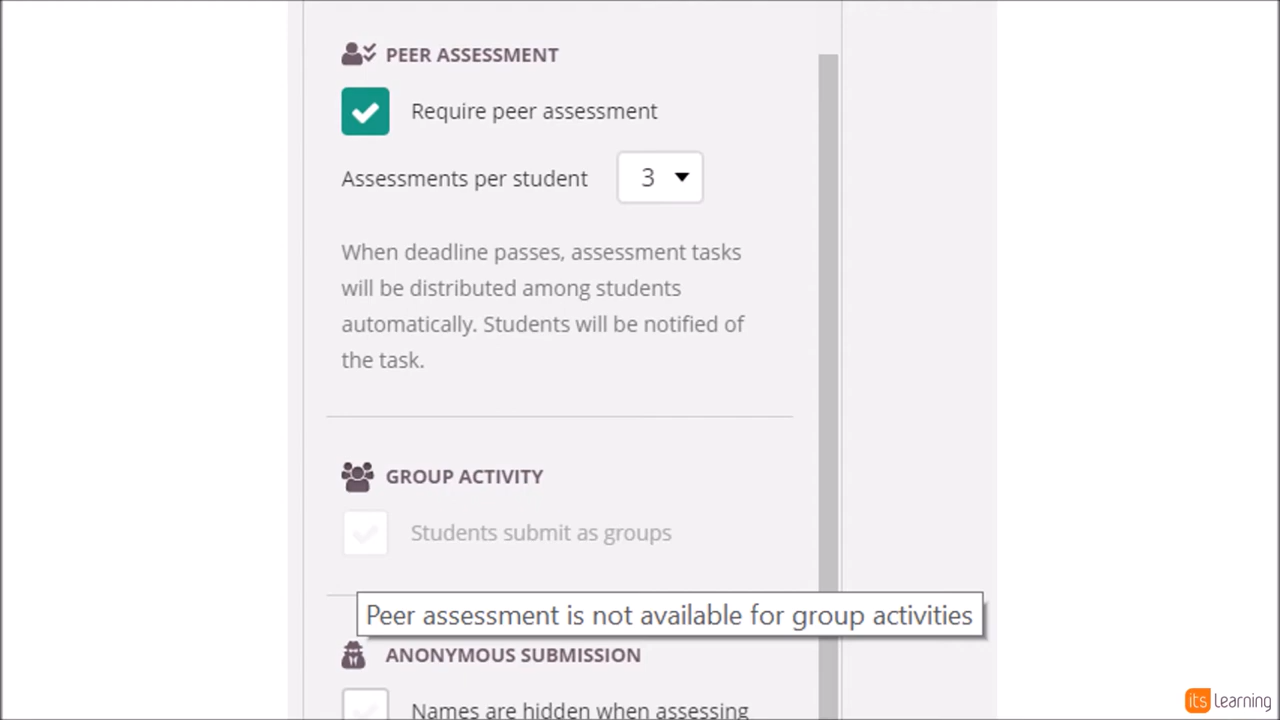 PEER ASSESSMENT
Require peer assessment
Assessments per student 3
When deadline passes, assessment tasks
will be distributed among students
automatically. Students will be notified of
the task.
GROUP ACTIVITY
Students submit as groups
Peer assessment is not available for group activities
ANONYMOUS SUBMISSION
Names are hidden when assessing
its learning